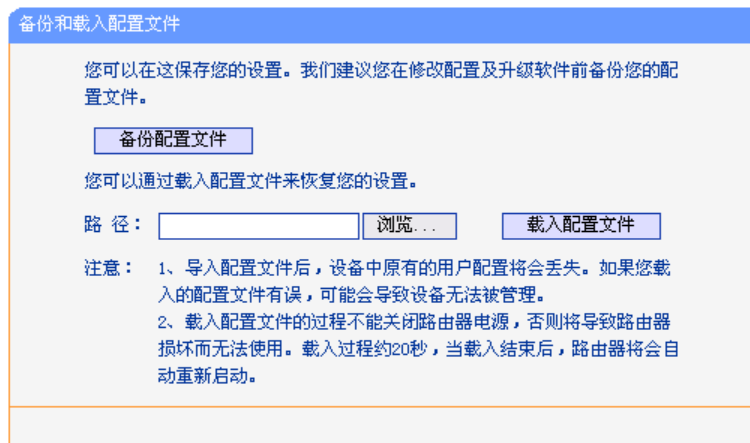 备份和载入配置文件
您可以在这保存您的设置。我们建议您在修改配置及升级软件前备份您的配
置文件。
备份配置文件
您可以通过载入配置文件来恢复您的设置。
路 径： 浏览... 载入配置文件
注意： 1、导入配置文件后，设备中原有的用户配置将会丢失。如果您载
入的配置文件有误，可能会导致设备无法被管理。
2、载入配置文件的过程不能关闭路由器电源，否则将导致路由器
损坏而无法使用。载入过程约20秒，当载入结束后，路由器将会自
动重新启动。